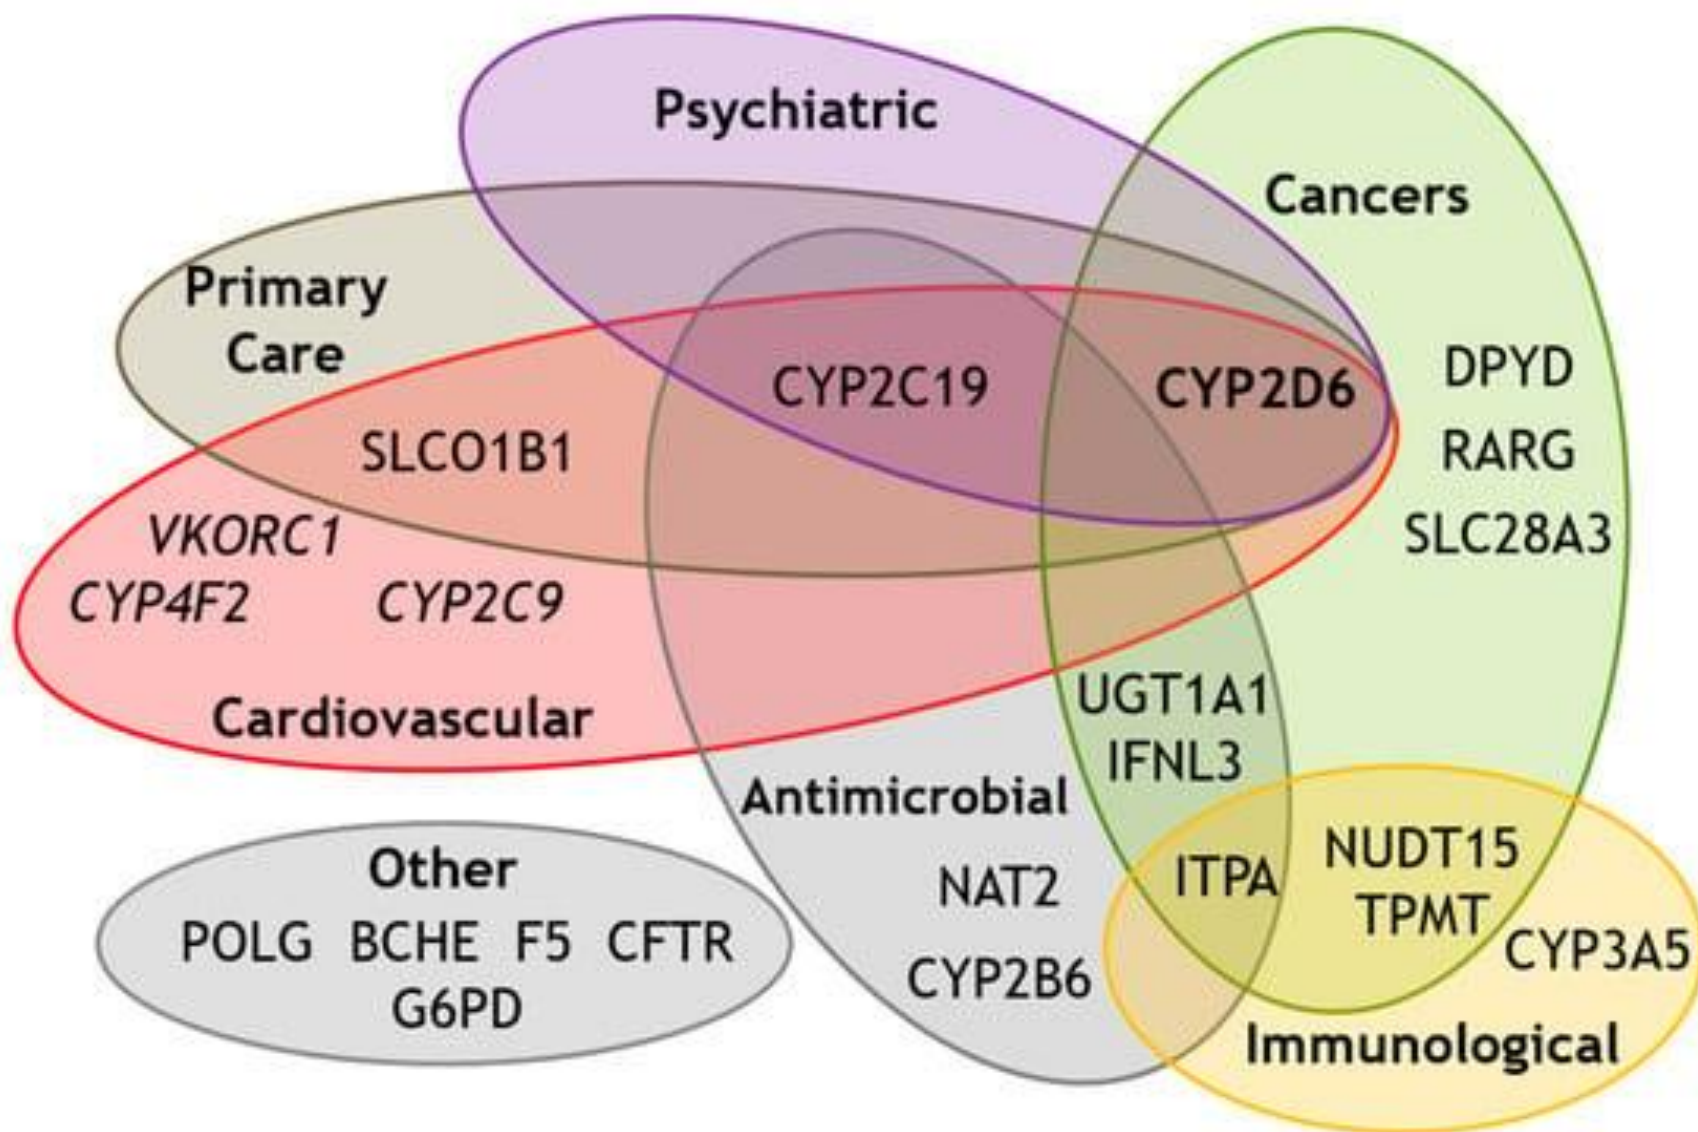 Psychiatric
Cancers
Primary
Care
CYP2C19
CYP2D6
DPYD
SLCO1B1
RARG
VKORC1
SLC28A3
CYP4F2 CYP2C9
Cardiovascular
UGT1A1
IFNL3
Antimicrobial
Other
NAT2
ITPA
NUDT15
TPMT
POLG BCHE F5 CFTR
CYP2B6
CYP3A5
G6PD
Immunological